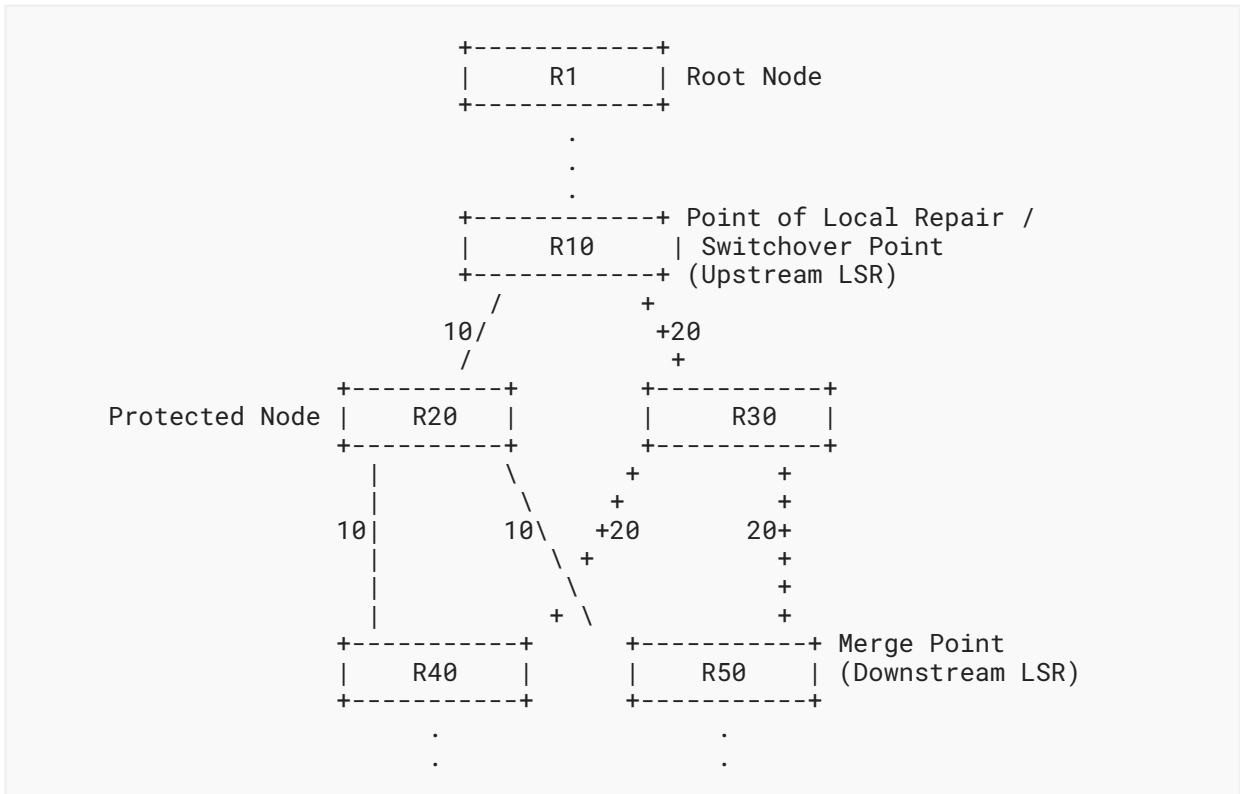 +------------+
|     R1     | Root Node
+------------+
.
.
.
+------------+ Point of Local Repair /
|     R10     | Switchover Point
+------------+ (Upstream LSR)
/         +
10/           +20
/             +
+----------+        +-----------+
Protected Node |    R20   |        |     R30   |
+----------+        +-----------+
|        \       +         +
|         \     +          +
10|        10\   +20       20+
|           \ +            +
|            \             +
|           + \            +
+-----------+      +-----------+ Merge Point
|    R40    |      |    R50    | (Downstream LSR)
+-----------+      +-----------+
.                  .
.                  .